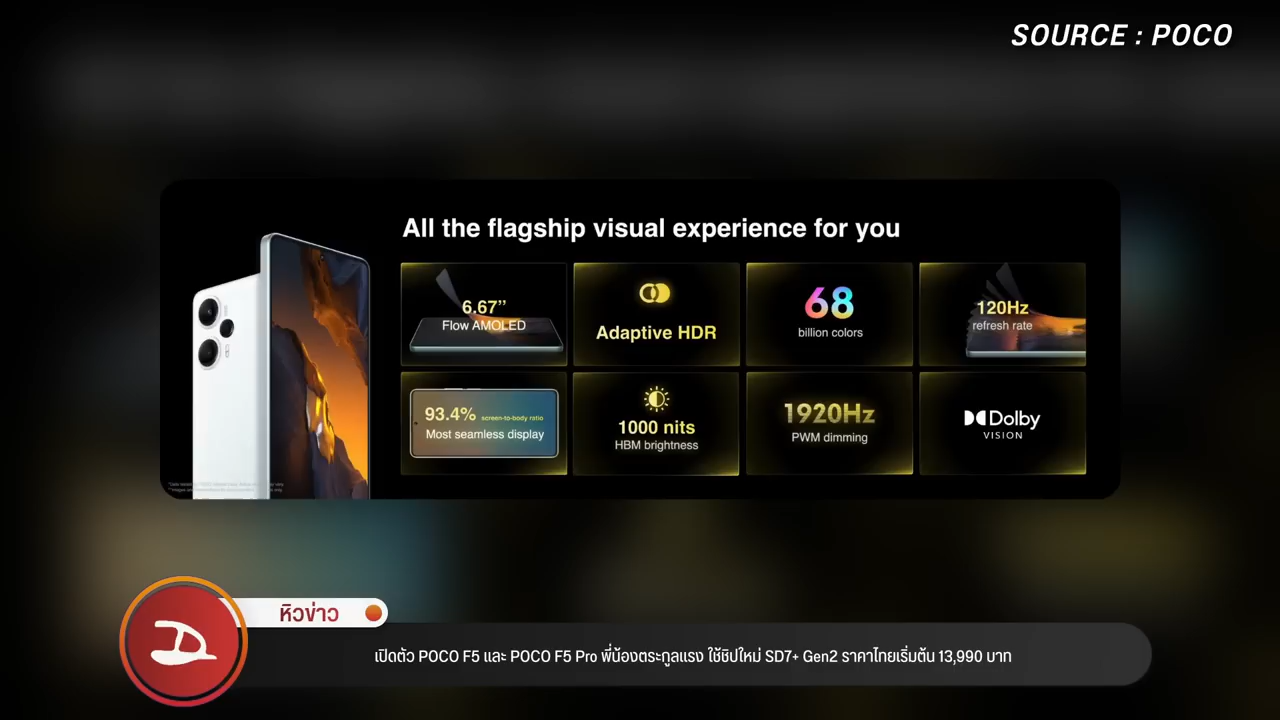 SOURCE : POCO
All the flagship visual experience for you
6.67”
Flow AMOLED
Adaptive HDR
68
billion colors
120Hz
refresh rate
93.4% screen-to-body ratio
Most seamless display
1000 nits
HBM brightness
1920Hz
PWM dimming
Dolby
VISION
หิวข่าว
เปิดตัว POCO F5 และ POCO F5 Pro พี่น้องตระกูลแรง ใช้ชิปใหม่ SD7+ Gen2 ราคาไทยเริ่มต้น 13,990 บาท